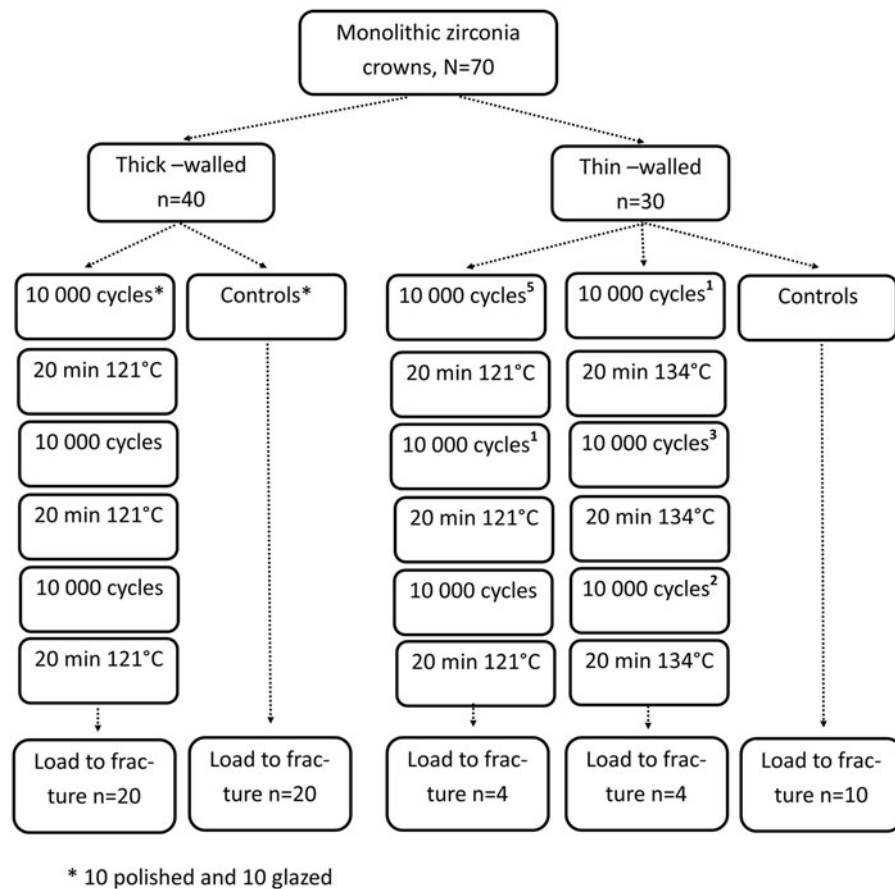 Monolithic zirconia
crowns, N=70
Thick –walled
n=40
Thin –walled
n=30
10 000 cycles*
Controls*
10 000 cycles⁵
10 000 cycles¹
Controls
20 min 121°C
20 min 121°C
20 min 134°C
10 000 cycles
10 000 cycles¹
10 000 cycles³
20 min 121°C
20 min 121°C
20 min 134°C
10 000 cycles
10 000 cycles
10 000 cycles²
20 min 121°C
20 min 121°C
20 min 134°C
Load to frac-
ture n=20
Load to frac-
ture n=20
Load to frac-
ture n=4
Load to frac-
ture n=4
Load to frac-
ture n=10
* 10 polished and 10 glazed